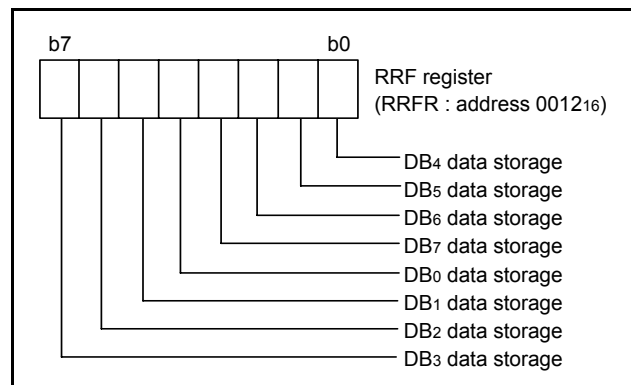 b7 b0
RRF register
(RRFR : address 001216)
DB4 data storage
DB5 data storage
DB6 data storage
DB7 data storage
DB0 data storage
DB1 data storage
DB2 data storage
DB3 data storage